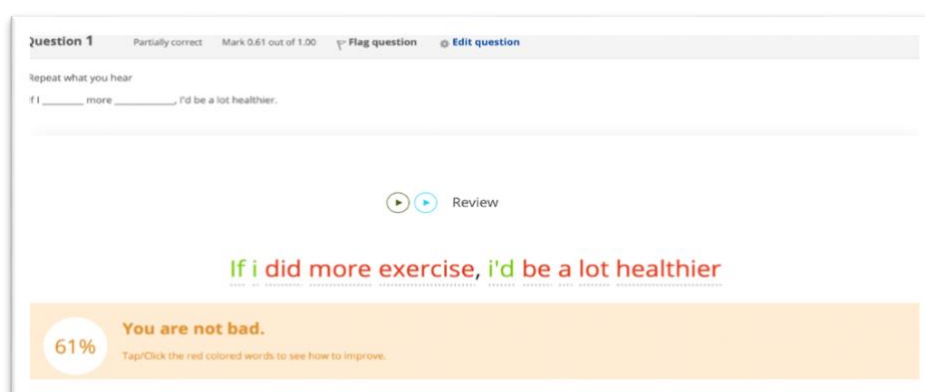 Question 1 Partially correct Mark 0.61 out of 1.00 Flag question Edit question
Repeat what you hear
If I ________ more ____________, I'd be a lot healthier.
Review
If i did more exercise, i'd be a lot healthier
You are not bad.
61%
Tap/Click the red colored words to see how to improve.